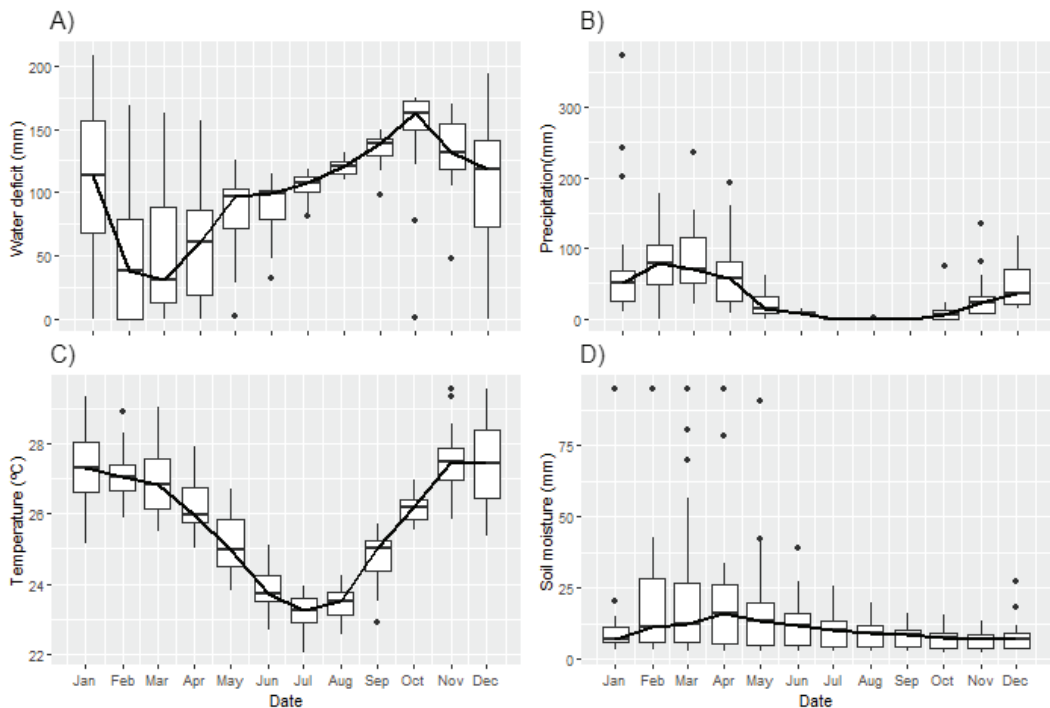 A)
Water deficit (mm)
200
150
100
50
0
B)
Precipitation(mm)
300
200
100
0
C)
Temperature (ºC)
28
26
24
22
Jan Feb Mar Apr May Jun Jul Aug Sep Oct Nov Dec
Date
D)
Soil moisture (mm)
75
50
25
0
Jan Feb Mar Apr May Jun Jul Aug Sep Oct Nov Dec
Date